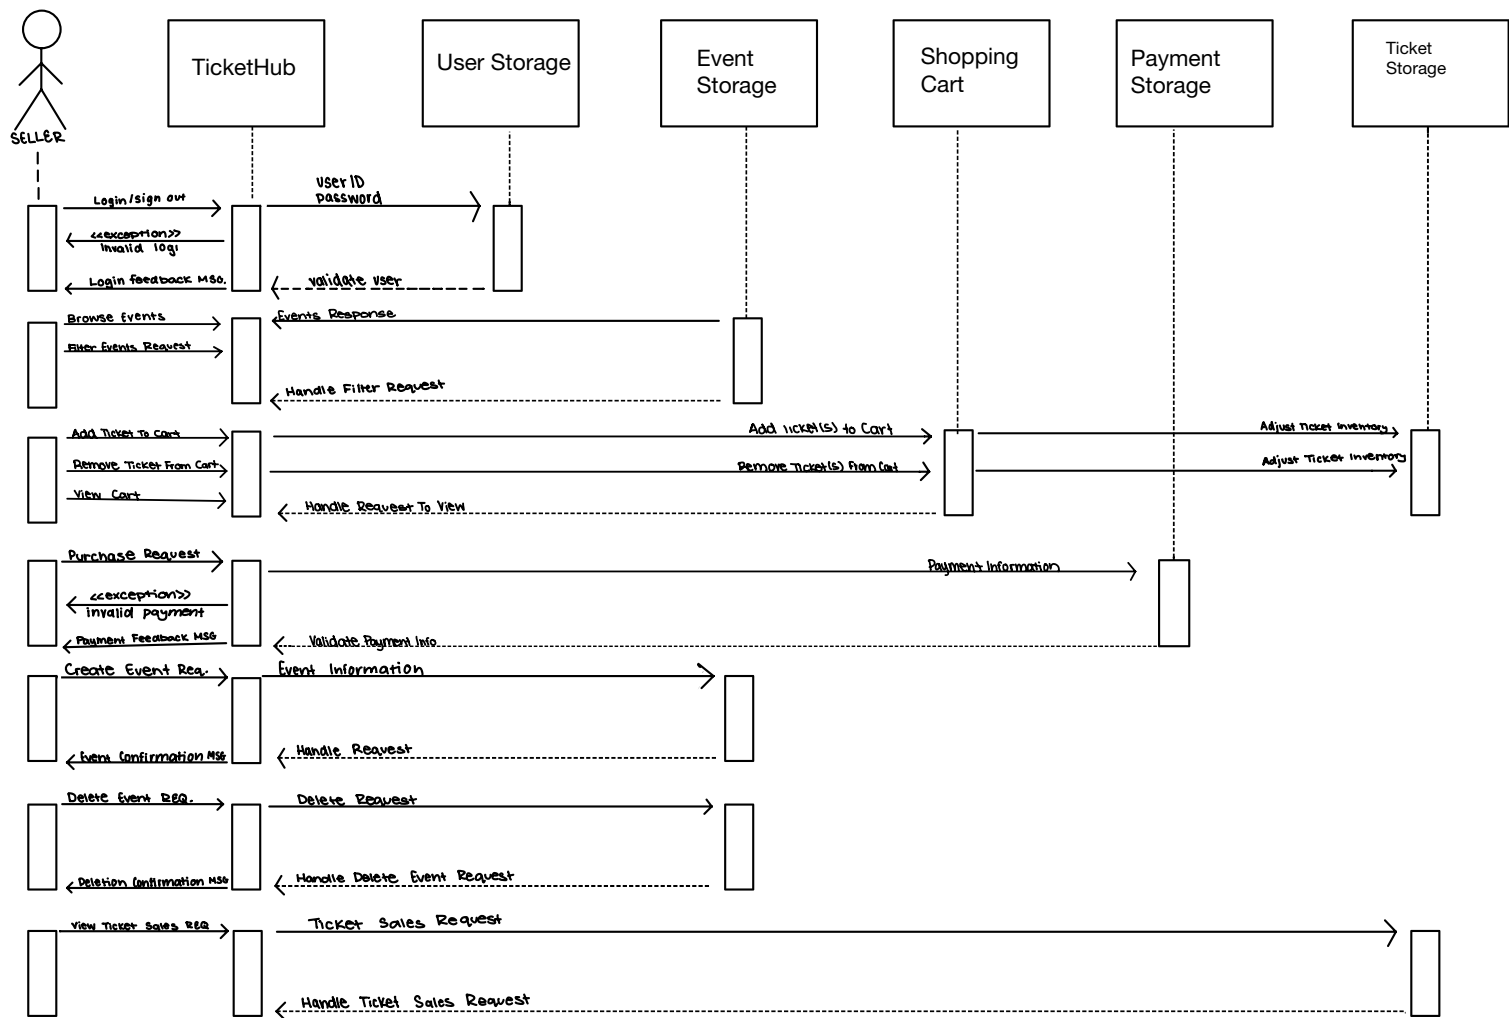 SELLER
TicketHub
User Storage
Event
Storage
Shopping
Cart
Payment
Storage
Ticket
Storage
Login/sign out
user ID
password
<<exception>>
invalid logi
Login feedback MSG.
validate user
Browse Events
Events Response
Filter Events Request
Handle Filter Request
Add Ticket To Cart
Add Ticket(s) to Cart
Adjust Ticket Inventory
Remove Ticket From Cart
Remove Ticket(s) From Cart
Adjust Ticket Inventory
View Cart
Handle Request To View
Purchase Request
Payment Information
<<exception>>
invalid payment
Payment Feedback MSG
Validate Payment Info
Create Event Req.
Event Information
Event Confirmation MSG
Handle Request
Delete Event REQ.
Delete Request
Deletion Confirmation MSG
Handle Delete Event Request
View Ticket Sales REQ
Ticket Sales Request
Handle Ticket Sales Request